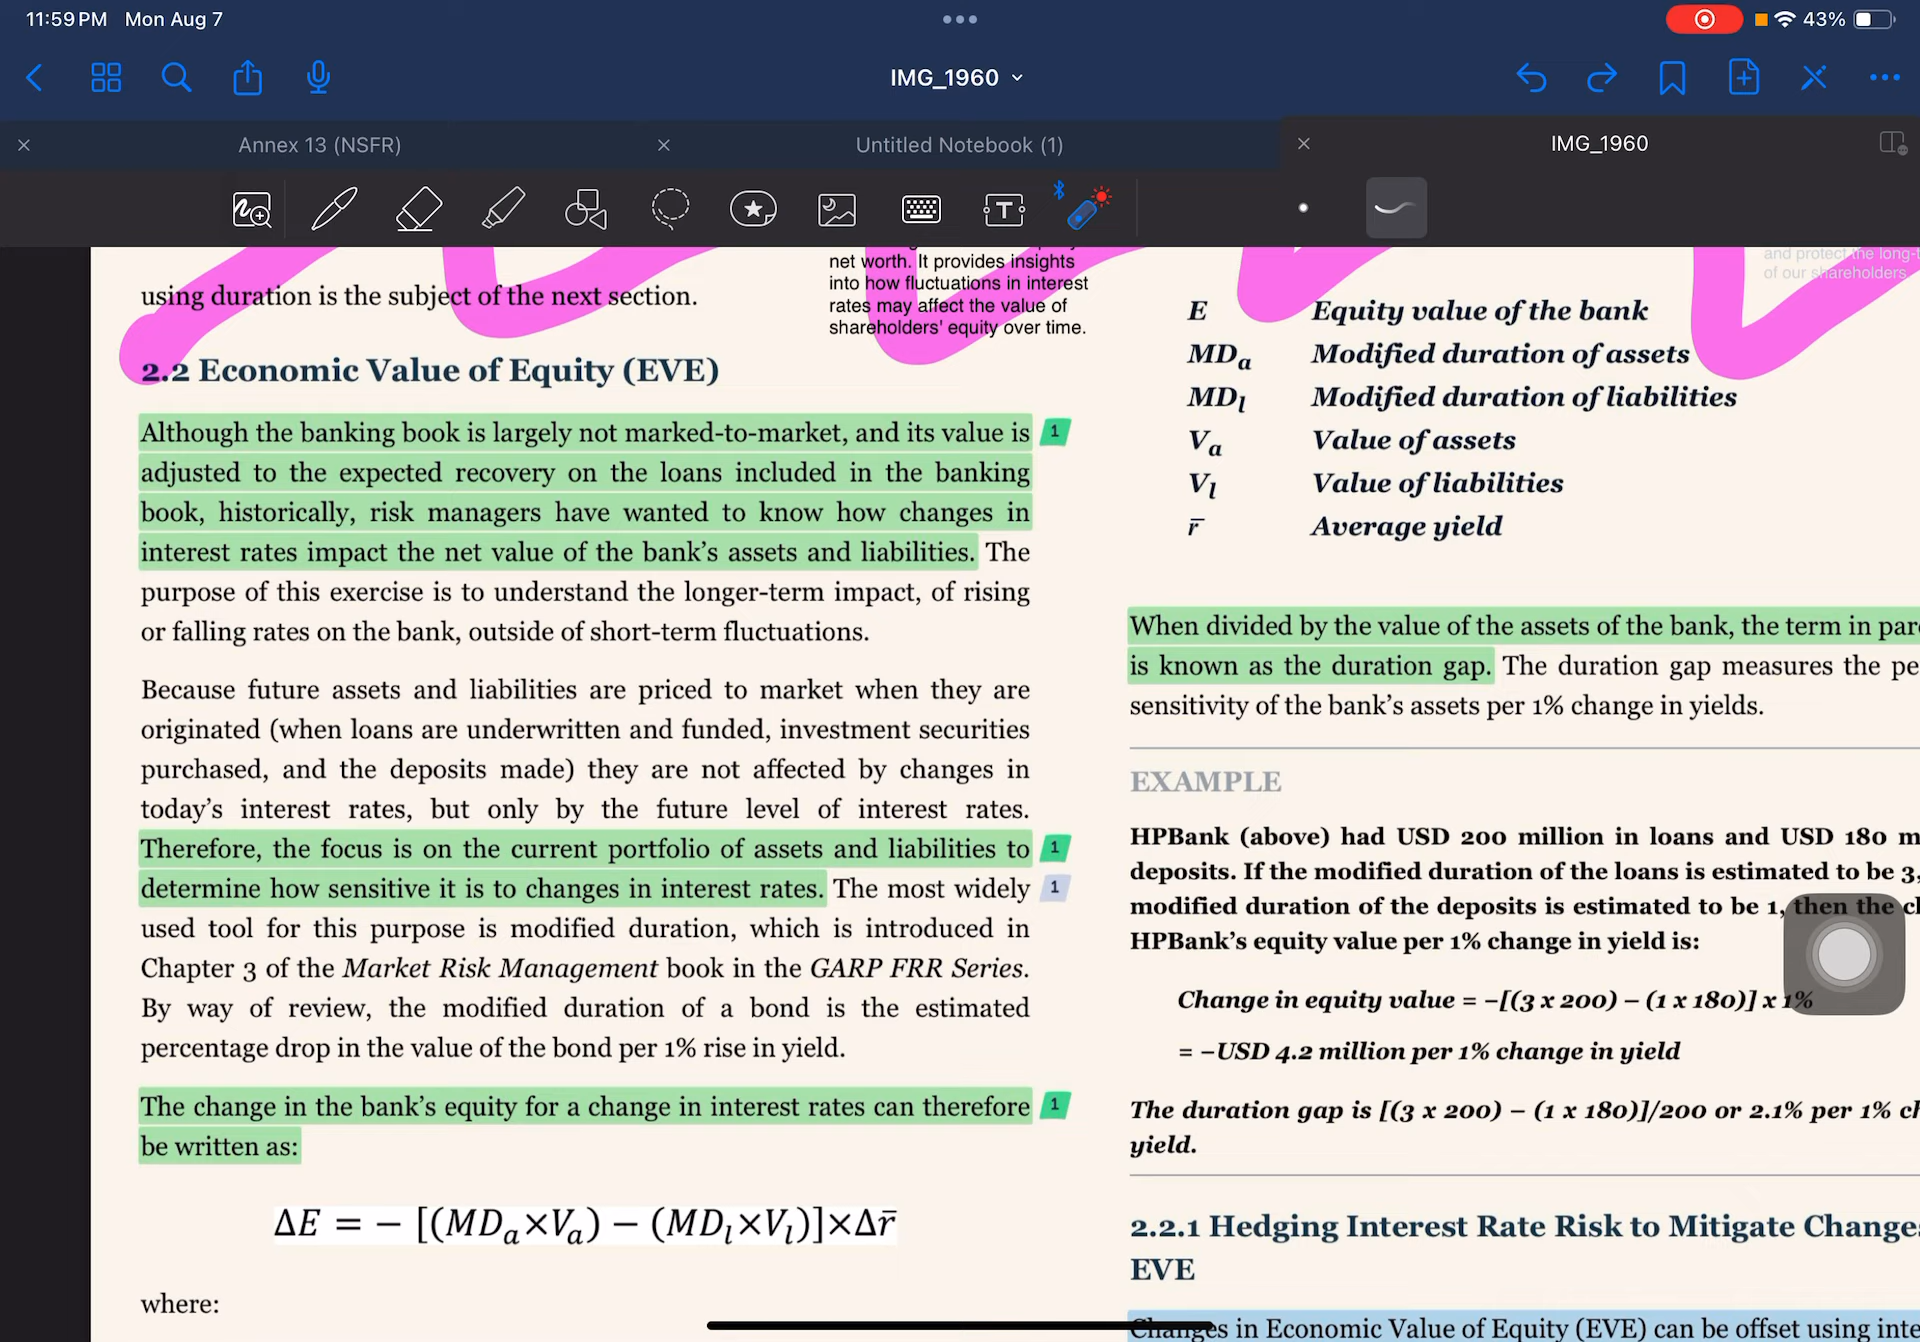 11:59 PM Mon Aug 7
43%
IMG_1960
Annex 13 (NSFR)
Untitled Notebook (1)
IMG_1960
using duration is the subject of the next section.
net worth. It provides insights
into how fluctuations in interest
rates may affect the value of
shareholders' equity over time.
2.2 Economic Value of Equity (EVE)
Although the banking book is largely not marked-to-market, and its value is
1
adjusted to the expected recovery on the loans included in the banking
book, historically, risk managers have wanted to know how changes in
interest rates impact the net value of the bank's assets and liabilities. The
purpose of this exercise is to understand the longer-term impact, of rising
or falling rates on the bank, outside of short-term fluctuations.
Because future assets and liabilities are priced to market when they are
originated (when loans are underwritten and funded, investment securities
purchased, and the deposits made) they are not affected by changes in
today's interest rates, but only by the future level of interest rates.
Therefore, the focus is on the current portfolio of assets and liabilities to
1
determine how sensitive it is to changes in interest rates. The most widely
1
used tool for this purpose is modified duration, which is introduced in
Chapter 3 of the Market Risk Management book in the GARP FRR Series.
By way of review, the modified duration of a bond is the estimated
percentage drop in the value of the bond per 1% rise in yield.
The change in the bank's equity for a change in interest rates can therefore
1
be written as:
ΔE = − [(MDₐ×Vₐ) − (MDₗ×Vₗ)]×Δr̄
where:
and protect the long-t
of our shareholders
E Equity value of the bank
MDₐ Modified duration of assets
MDₗ Modified duration of liabilities
Vₐ Value of assets
Vₗ Value of liabilities
r̄ Average yield
When divided by the value of the assets of the bank, the term in par
is known as the duration gap. The duration gap measures the pe
sensitivity of the bank's assets per 1% change in yields.
EXAMPLE
HPBank (above) had USD 200 million in loans and USD 180 m
deposits. If the modified duration of the loans is estimated to be 3,
modified duration of the deposits is estimated to be 1, then the cl
HPBank's equity value per 1% change in yield is:
Change in equity value = −[(3 x 200) − (1 x 180)] x 1%
= −USD 4.2 million per 1% change in yield
The duration gap is [(3 x 200) − (1 x 180)]/200 or 2.1% per 1% cl
yield.
2.2.1 Hedging Interest Rate Risk to Mitigate Change
EVE
Changes in Economic Value of Equity (EVE) can be offset using inte